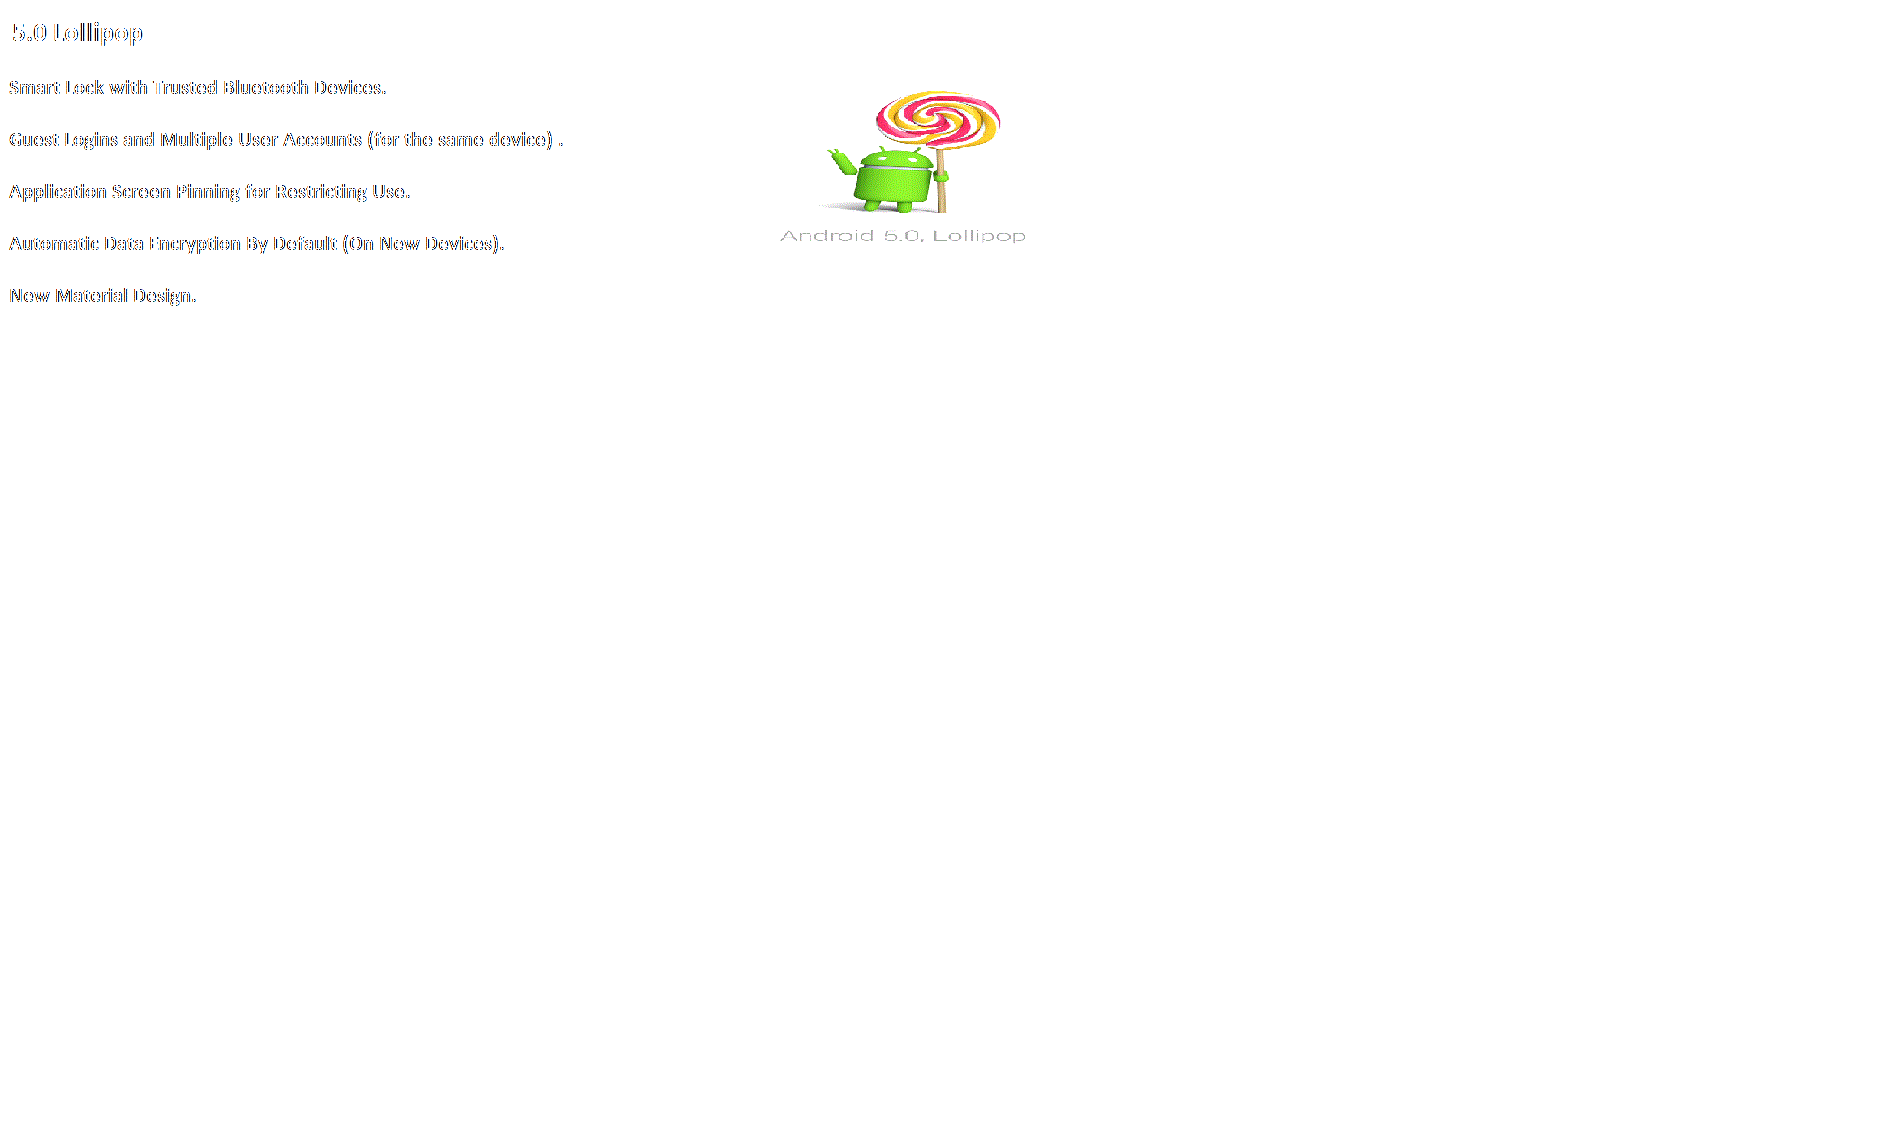 5.0 Lollipop
Smart Lock with Trusted Bluetooth Devices.
Guest Logins and Multiple User Accounts (for the same device) .
Application Screen Pinning for Restricting Use.
Automatic Data Encryption By Default (On New Devices).
New Material Design.
Android 5.0, Lollipop